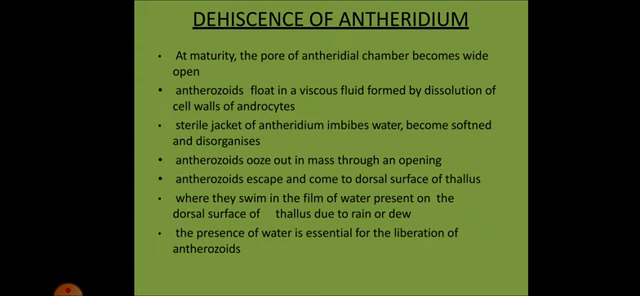 DEHISCENCE OF ANTHERIDIUM
• At maturity, the pore of antheridial chamber becomes wide
open
• antherozoids float in a viscous fluid formed by dissolution of
cell walls of androcytes
• sterile jacket of antheridium imbibes water, become softned
and disorganises
• antherozoids ooze out in mass through an opening
• antherozoids escape and come to dorsal surface of thallus
• where they swim in the film of water present on the
dorsal surface of thallus due to rain or dew
• the presence of water is essential for the liberation of
antherozoids